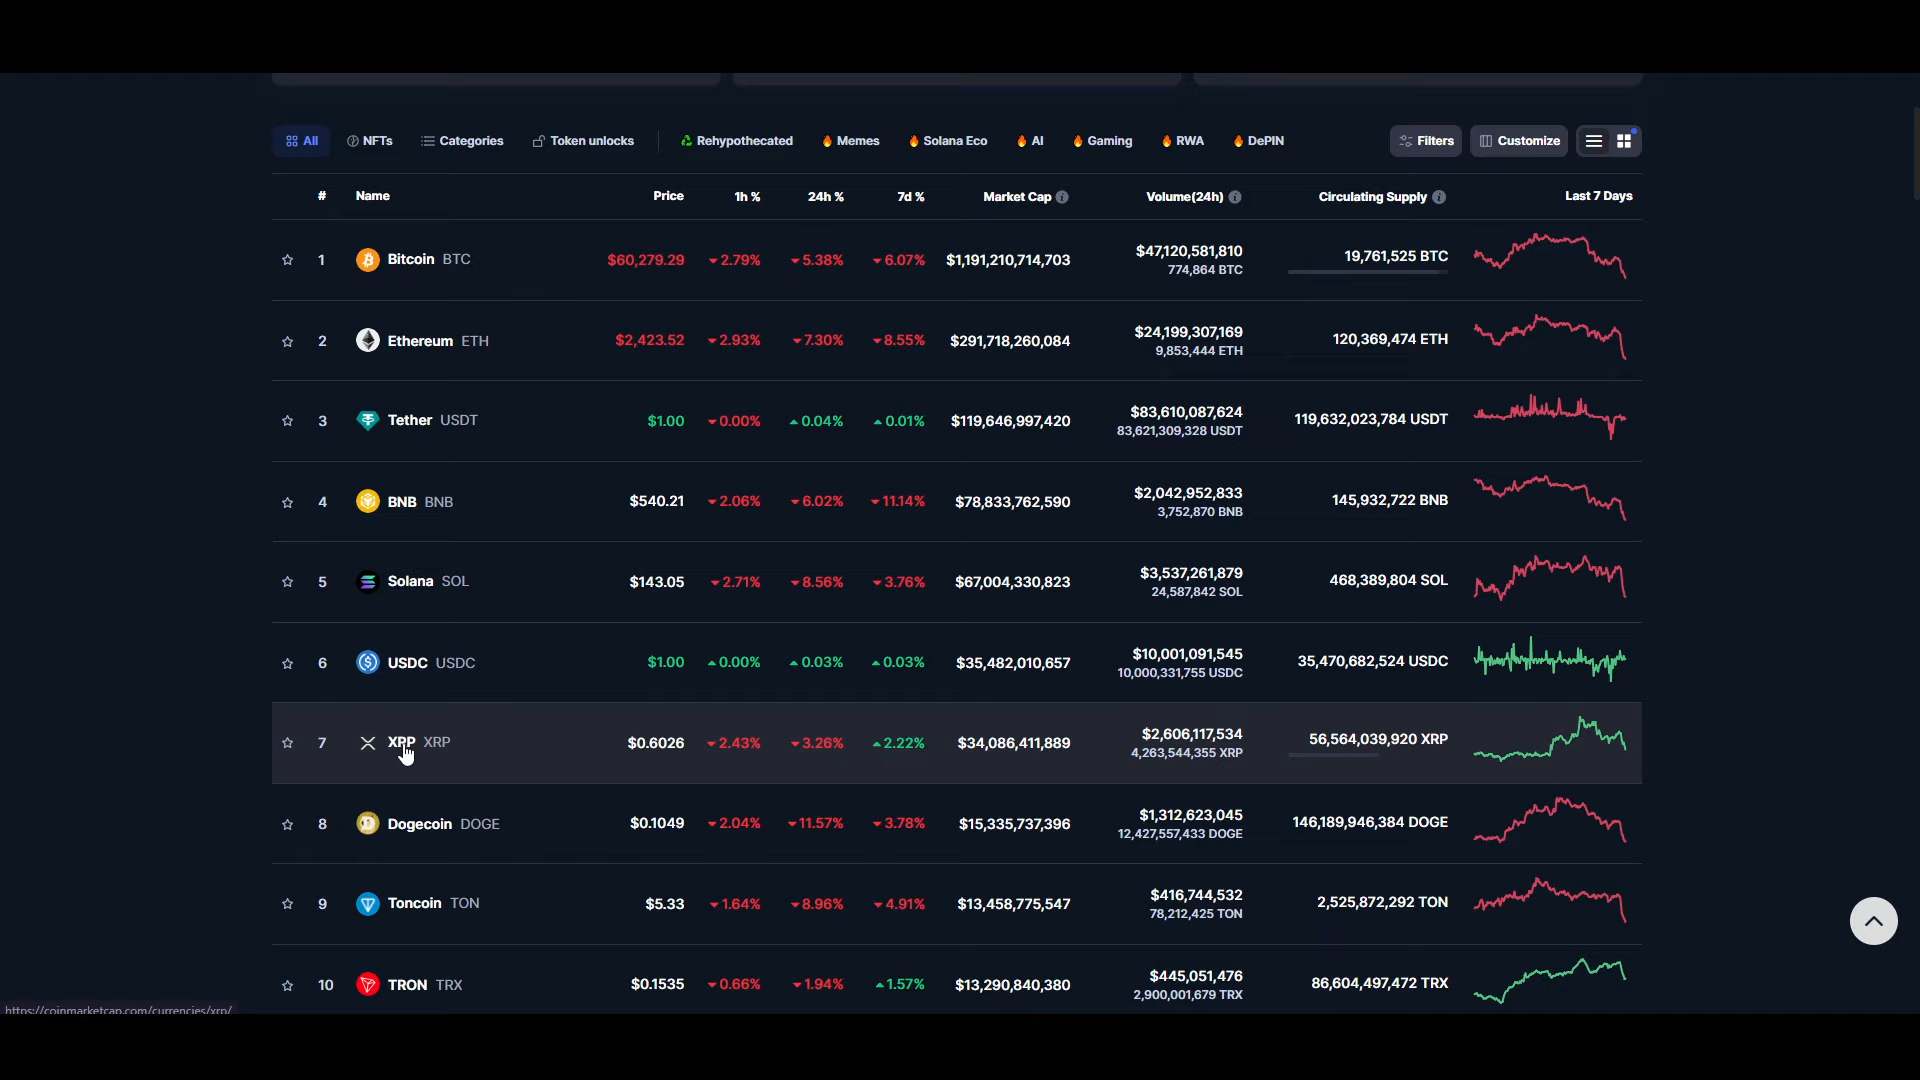 All NFTs Categories Token unlocks Rehypothecated Memes Solana Eco AI Gaming RWA DePIN Filters Customize
# Name Price 1h % 24h % 7d % Market Cap Volume(24h) Circulating Supply Last 7 Days
1 Bitcoin BTC $60,279.29 2.79% 5.38% 6.07% $1,191,210,714,703 $47,120,581,810 19,761,525 BTC
774,864 BTC
2 Ethereum ETH $2,423.52 2.93% 7.30% 8.55% $291,718,260,084 $24,199,307,169 120,369,474 ETH
9,853,444 ETH
3 Tether USDT $1.00 0.00% 0.04% 0.01% $119,646,997,420 $83,610,087,624 119,632,023,784 USDT
83,621,309,328 USDT
4 BNB BNB $540.21 2.06% 6.02% 11.14% $78,833,762,590 $2,042,952,833 145,932,722 BNB
3,752,870 BNB
5 Solana SOL $143.05 2.71% 8.56% 3.76% $67,004,330,823 $3,537,261,879 468,389,804 SOL
24,587,842 SOL
6 USDC USDC $1.00 0.00% 0.03% 0.03% $35,482,010,657 $10,001,091,545 35,470,682,524 USDC
10,000,331,755 USDC
7 XRP XRP $0.6026 2.43% 3.26% 2.22% $34,086,411,889 $2,606,117,534 56,564,039,920 XRP
4,263,544,355 XRP
8 Dogecoin DOGE $0.1049 2.04% 11.57% 3.78% $15,335,737,396 $1,312,623,045 146,189,946,384 DOGE
12,427,557,433 DOGE
9 Toncoin TON $5.33 1.64% 8.96% 4.91% $13,458,775,547 $416,744,532 2,525,872,292 TON
78,212,425 TON
10 TRON TRX $0.1535 0.66% 1.94% 1.57% $13,290,840,380 $445,051,476 86,604,497,472 TRX
2,900,001,679 TRX
https://coinmarketcap.com/currencies/xrp/